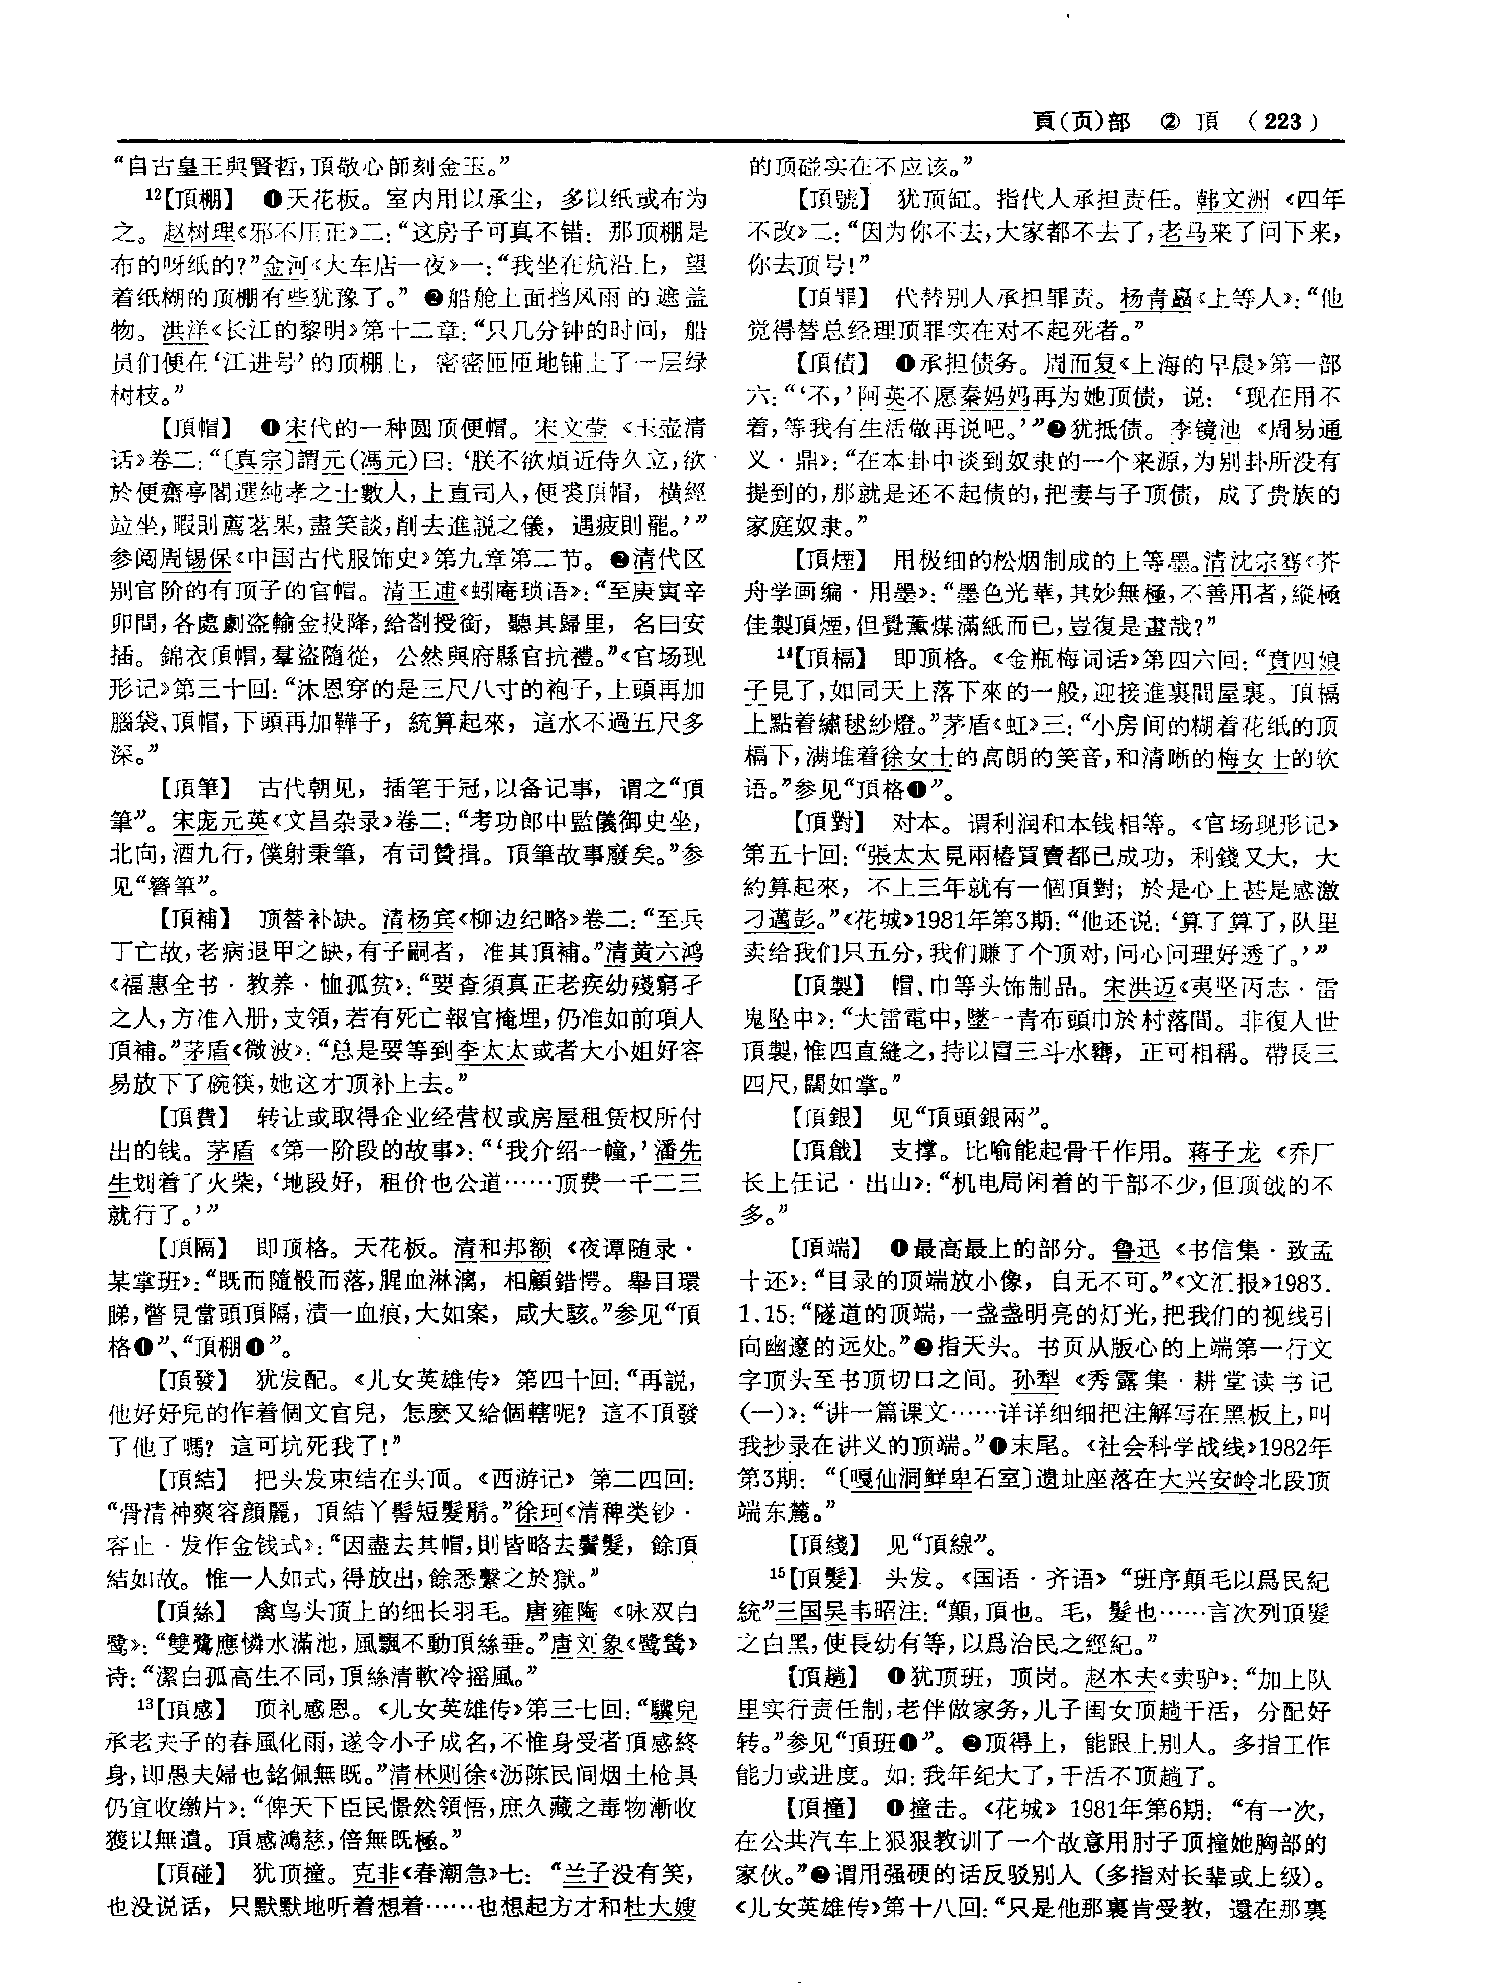 頁(页)部 ② 頂 (223)
“自古皇王與賢哲，頂敬心師刻金玉。”
12【頂棚】 ❶天花板。室内用以承尘，多以纸或布为
之。赵树理《邪不压正》二：“这房子可真不错：那顶棚是
布的呀纸的？”金河《大车店一夜》一：“我坐在炕沿上，望
着纸糊的顶棚有些犹豫了。”❷船舱上面挡风雨的遮盖
物。洪洋《长江的黎明》第十二章：“只几分钟的时间，船
员们便在‘江进号’的顶棚上，密密匝匝地铺上了一层绿
树枝。”
【頂帽】 ❶宋代的一种圆顶便帽。宋文莹《玉壶清
话》卷二：“〔真宗〕謂元（馮元）曰：‘朕不欲煩近侍久立，欲
於便齋亭閣選純孝之士數人，上直司人，便裘頂帽，橫經
竝坐，暇則薦茗果，盡笑談，削去進説之儀，遇疲則罷。’”
参阅周锡保《中国古代服饰史》第九章第二节。❷清代区
别官阶的有顶子的官帽。清王逋《蚓庵琐语》：“至庚寅辛
卯間，各處劇盜輸金投降，給劄授銜，聽其歸里，名曰安
插。錦衣頂帽，羣盜隨從，公然與府縣官抗禮。”《官场现
形记》第三十回：“沐恩穿的是三尺八寸的袍子，上頭再加
腦袋、頂帽，下頭再加鞾子，統算起來，這水不過五尺多
深。”
【頂筆】 古代朝见，插笔于冠，以备记事，谓之“頂
筆”。宋庞元英《文昌杂录》卷二：“考功郎中監儀御史坐，
北向，酒九行，僕射秉筆，有司贊揖。頂筆故事廢矣。”参
见“簪筆”。
【頂補】 顶替补缺。清杨宾《柳边纪略》卷二：“至兵
丁亡故，老病退甲之缺，有子嗣者，准其頂補。”清黄六鸿
《福惠全书·教养·恤孤贫》：“要查須真正老疾幼殘窮孑
之人，方准入册，支領，若有死亡報官掩埋，仍准如前項人
頂補。”茅盾《微波》：“总是要等到李太太或者大小姐好容
易放下了碗筷，她这才顶补上去。”
【頂費】 转让或取得企业经营权或房屋租赁权所付
出的钱。茅盾《第一阶段的故事》：“‘我介绍一幢，’潘先
生划着了火柴，‘地段好，租价也公道……顶费一千二三
就行了。’”
【頂隔】 即顶格。天花板。清和邦额《夜谭随录·
某掌班》：“既而隨骰而落，腥血淋漓，相顧錯愕。舉目環
睇，瞥見當頭頂隔，漬一血痕，大如案，咸大駭。”参见“頂
格❶”、“頂棚❶”。
【頂發】 犹发配。《儿女英雄传》第四十回：“再説，
他好好兒的作着個文官兒，怎麽又給個轄呢？這不頂發
了他了嗎？這可坑死我了！”
【頂結】 把头发束结在头顶。《西游记》第二四回：
“骨清神爽容顔麗，頂結丫髻短髮鬅。”徐珂《清稗类钞·
容止·发作金钱式》：“因盡去其帽，則皆略去鬢髮，餘頂
結如故。惟一人如式，得放出，餘悉繫之於獄。”
【頂絲】 禽鸟头顶上的细长羽毛。唐雍陶《咏双白
鹭》：“雙鷺應憐水滿池，風飄不動頂絲垂。”唐刘象《鹭鸶》
诗：“潔白孤高生不同，頂絲清軟冷摇風。”
13【頂感】 顶礼感恩。《儿女英雄传》第三七回：“驥兒
承老夫子的春風化雨，遂令小子成名，不惟身受者頂感終
身，即愚夫婦也銘佩無既。”清林则徐《沥陈民间烟土枪具
仍宜收缴片》：“俾天下臣民憬然領悟，庶久藏之毒物漸收
獲以無遺。頂感鴻慈，倍無既極。”
【頂碰】 犹顶撞。克非《春潮急》七：“兰子没有笑，
也没说话，只默默地听着想着……也想起方才和杜大嫂
的顶碰实在不应该。”
【頂號】 犹顶缸。指代人承担责任。韩文洲《四年
不改》二：“因为你不去，大家都不去了，老马来了问下来，
你去顶号！”
【頂罪】 代替别人承担罪责。杨青矗《上等人》：“他
觉得替总经理顶罪实在对不起死者。”
【頂債】 ❶承担债务。周而复《上海的早晨》第一部
六：“‘不，’阿英不愿秦妈妈再为她顶债，说：‘现在用不
着，等我有生活做再说吧。’”❷犹抵债。李镜池《周易通
义·鼎》：“在本卦中谈到奴隶的一个来源，为别卦所没有
提到的，那就是还不起债的，把妻与子顶债，成了贵族的
家庭奴隶。”
【頂煙】 用极细的松烟制成的上等墨。清沈宗骞《芥
舟学画编·用墨》：“墨色光華，其妙無極，不善用者，縱極
佳製頂煙，但覺薰煤滿紙而已，豈復是畫哉？”
14【頂槅】 即顶格。《金瓶梅词话》第四六回：“賁四娘
子見了，如同天上落下來的一般，迎接進裏間屋裏。頂槅
上點着繡毬紗燈。”茅盾《虹》三：“小房间的糊着花纸的顶
槅下，满堆着徐女士的高朗的笑音，和清晰的梅女士的软
语。”参见“頂格❶”。
【頂對】 对本。谓利润和本钱相等。《官场现形记》
第五十回：“張太太見兩樁買賣都已成功，利錢又大，大
約算起來，不上三年就有一個頂對；於是心上甚是感激
刁邁彭。”《花城》1981年第3期：“他还说：‘算了算了，队里
卖给我们只五分，我们赚了个顶对，问心问理好透了。’”
【頂製】 帽、巾等头饰制品。宋洪迈《夷坚丙志·雷
鬼坠巾》：“大雷電中，墜一青布頭巾於村落間。非復人世
頂製，惟四直縫之，持以冒三斗水甕，正可相稱。帶長三
四尺，闊如掌。”
【頂銀】 见“頂頭銀兩”。
【頂戧】 支撑。比喻能起骨干作用。蒋子龙《乔厂
长上任记·出山》：“机电局闲着的干部不少，但顶戗的不
多。”
【頂端】 ❶最高最上的部分。鲁迅《书信集·致孟
十还》：“目录的顶端放小像，自无不可。”《文汇报》1983.
1.15：“隧道的顶端，一盏盏明亮的灯光，把我们的视线引
向幽邃的远处。”❷指天头。书页从版心的上端第一行文
字顶头至书顶切口之间。孙犁《秀露集·耕堂读书记
（一）》：“讲一篇课文……详详细细把注解写在黑板上，叫
我抄录在讲义的顶端。”❶末尾。《社会科学战线》1982年
第3期：“〔嘎仙洞鲜卑石室〕遗址座落在大兴安岭北段顶
端东麓。”
【頂綫】 见“頂線”。
15【頂髮】 头发。《国语·齐语》“班序顛毛以爲民紀
統”三国吴韦昭注：“顛，頂也。毛，髮也……言次列頂髮
之白黑，使長幼有等，以爲治民之經紀。”
【頂趟】 ❶犹顶班，顶岗。赵本夫《卖驴》：“加上队
里实行责任制，老伴做家务，儿子闺女顶趟干活，分配好
转。”参见“頂班❶”。❷顶得上，能跟上别人。多指工作
能力或进度。如：我年纪大了，干活不顶趟了。
【頂撞】 ❶撞击。《花城》1981年第6期：“有一次，
在公共汽车上狠狠教训了一个故意用肘子顶撞她胸部的
家伙。”❷谓用强硬的话反驳别人（多指对长辈或上级）。
《儿女英雄传》第十八回：“只是他那裏肯受教，還在那裏